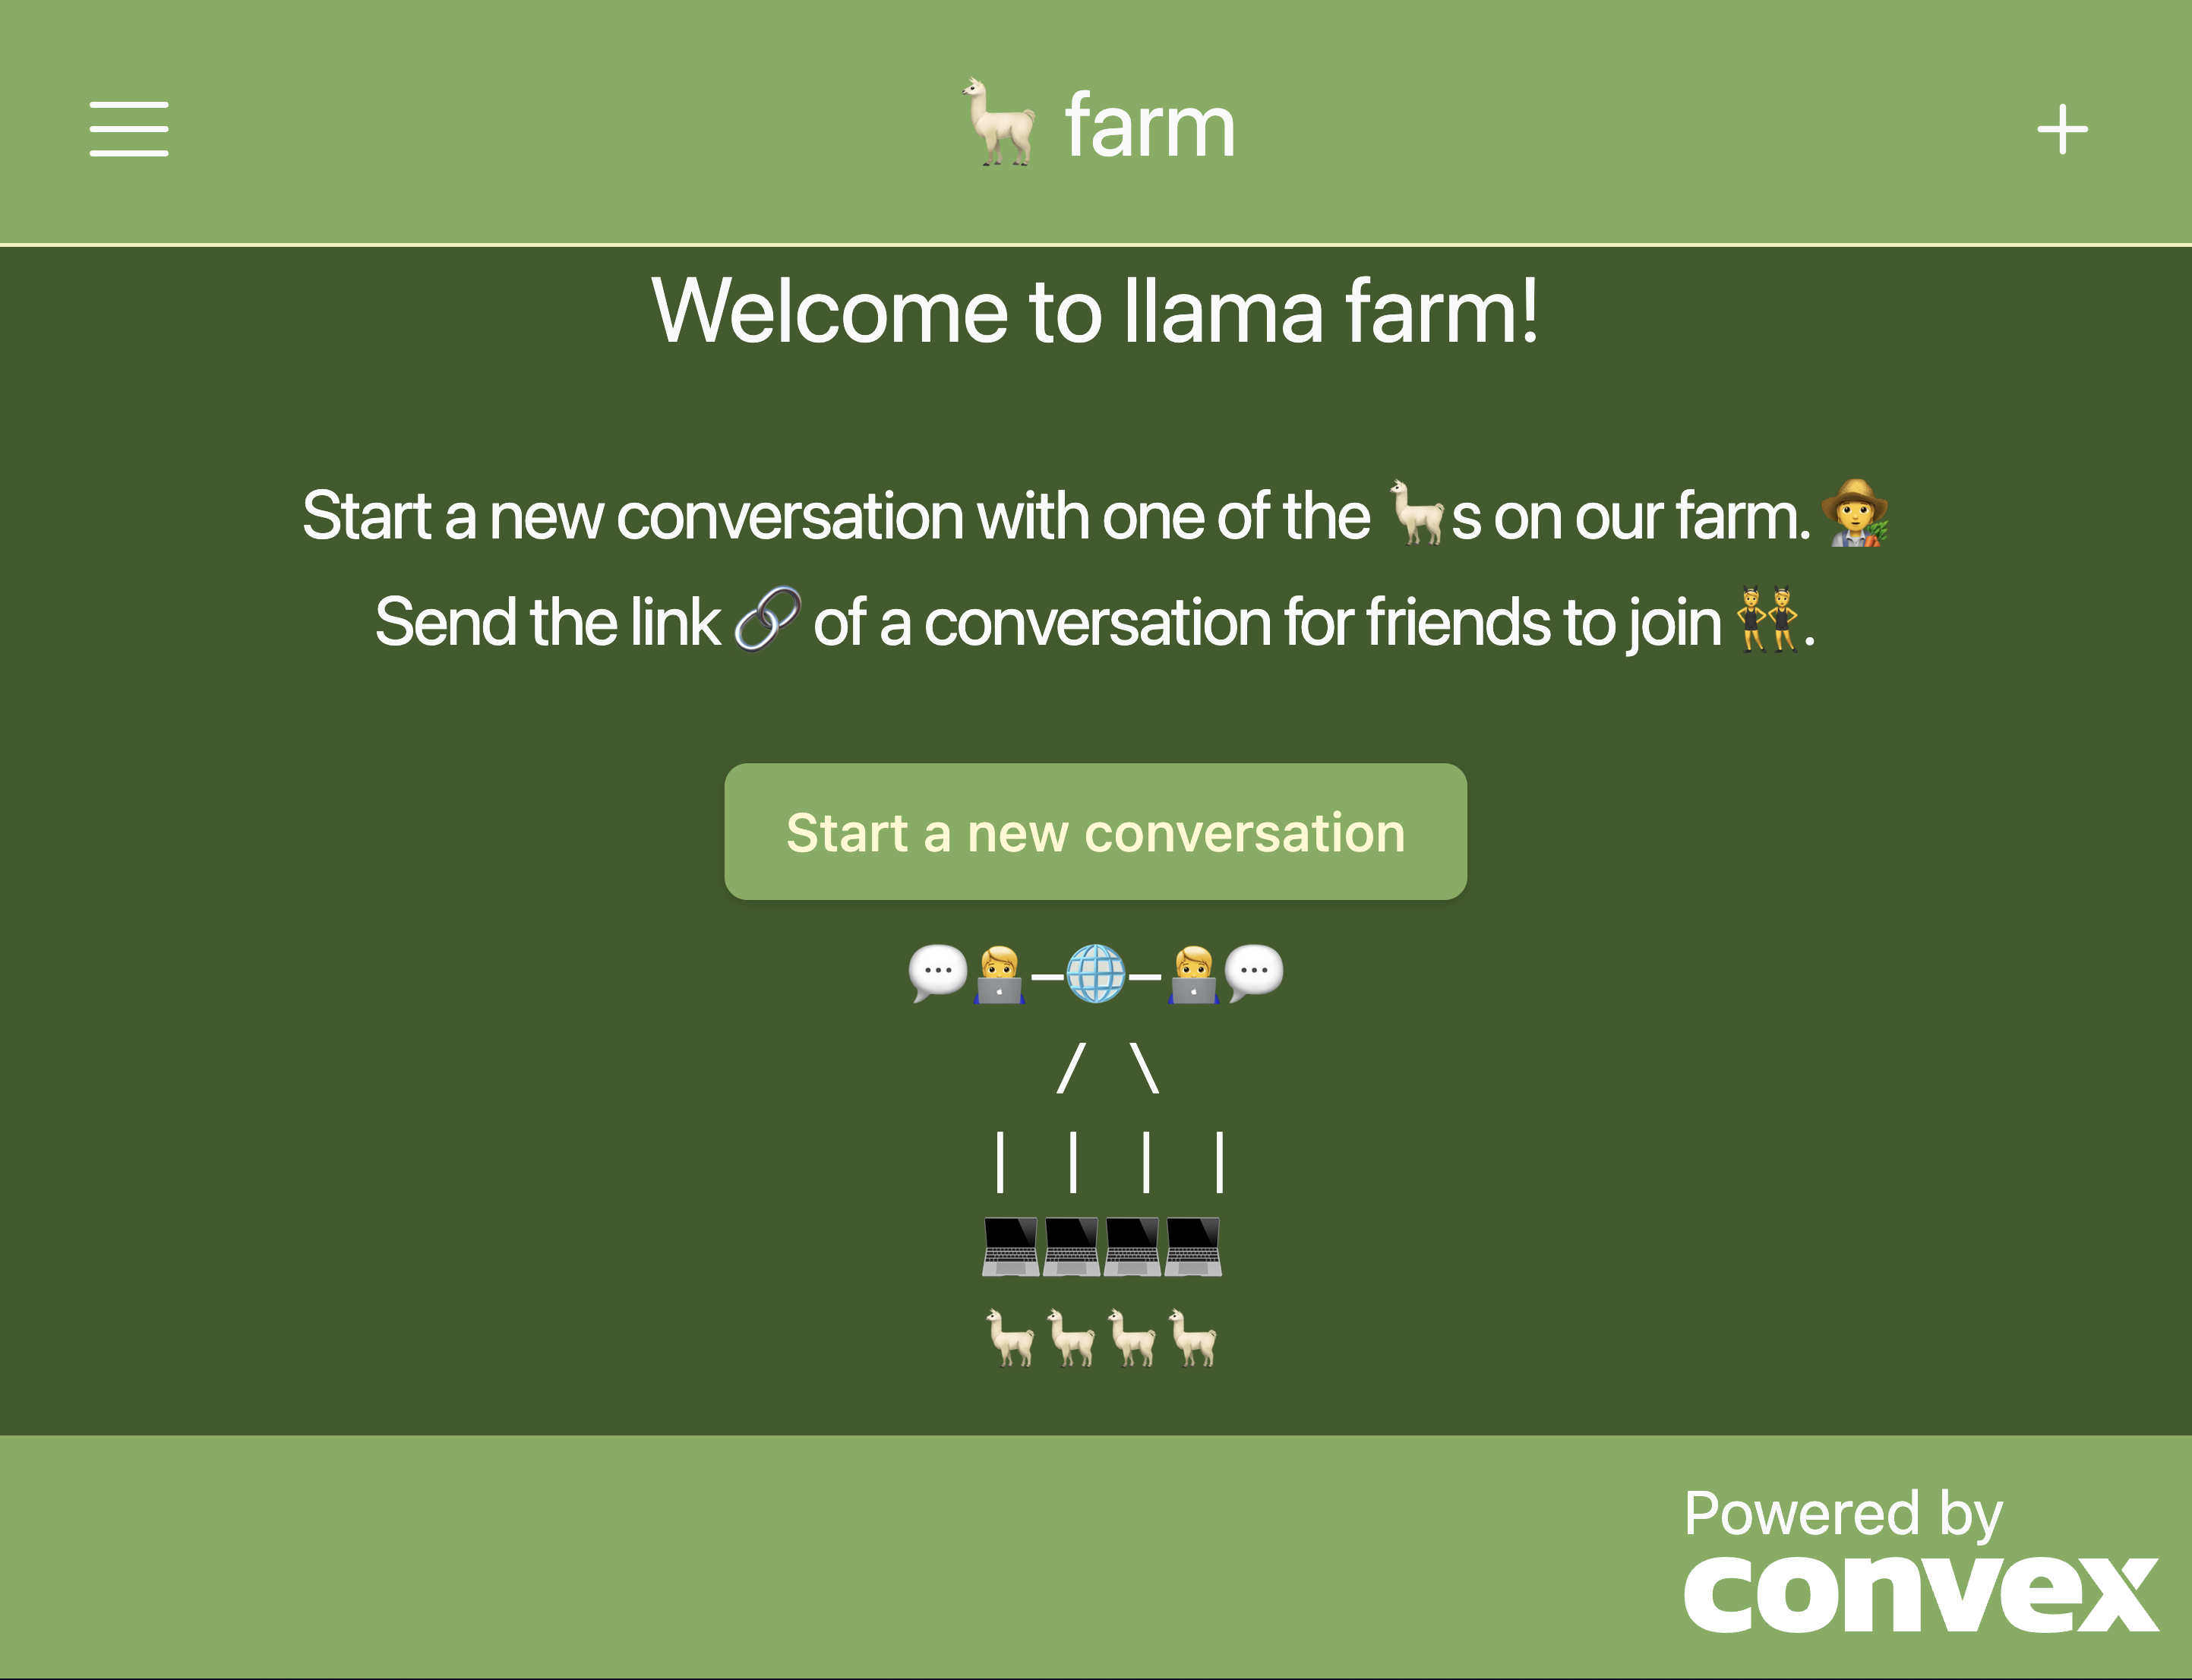 🦙 farm
Welcome to llama farm!
Start a new conversation with one of the 🦙s on our farm. 🧑‍🌾
Send the link 🔗 of a conversation for friends to join 👯.
Start a new conversation
💬👨‍💻–🌐–👨‍💻💬
/ \
| | | |
💻💻💻💻
🦙🦙🦙🦙
Powered by
convex